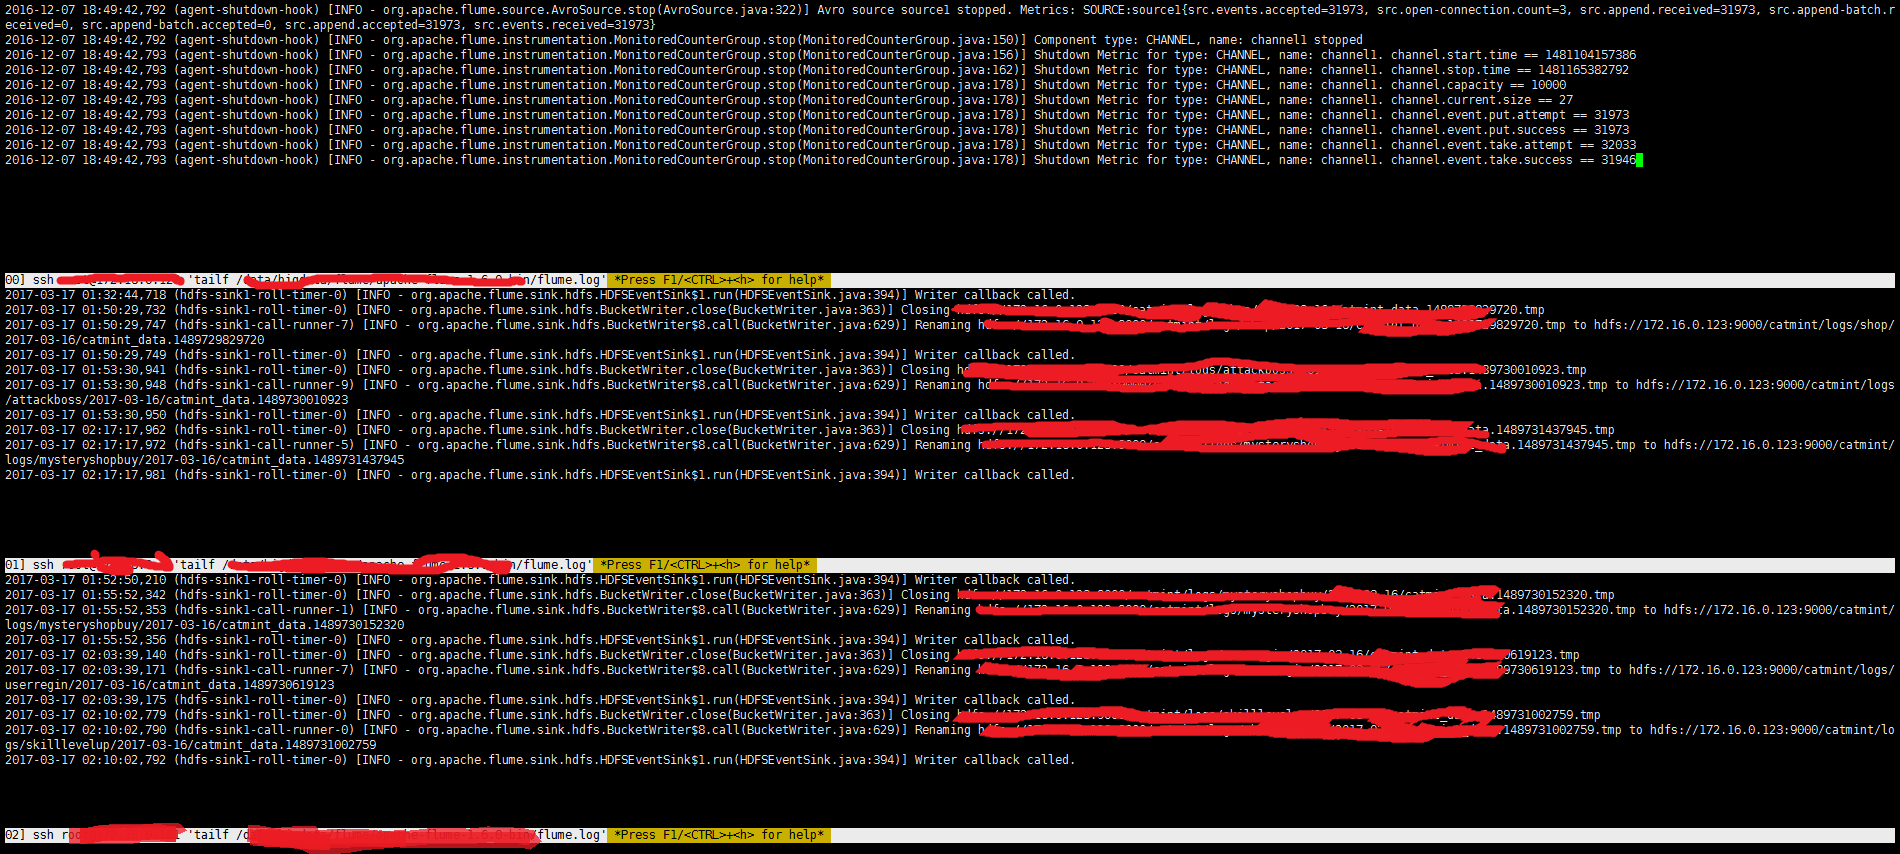 2016-12-07 18:49:42,792 (agent-shutdown-hook) [INFO - org.apache.flume.source.AvroSource.stop(AvroSource.java:322)] Avro source source1 stopped. Metrics: SOURCE:source1{src.events.accepted=31973, src.open-connection.count=3, src.append.received=31973, src.append-batch.r
eceived=0, src.append-batch.accepted=0, src.append.accepted=31973, src.events.received=31973}
2016-12-07 18:49:42,792 (agent-shutdown-hook) [INFO - org.apache.flume.instrumentation.MonitoredCounterGroup.stop(MonitoredCounterGroup.java:150)] Component type: CHANNEL, name: channel1 stopped
2016-12-07 18:49:42,793 (agent-shutdown-hook) [INFO - org.apache.flume.instrumentation.MonitoredCounterGroup.stop(MonitoredCounterGroup.java:156)] Shutdown Metric for type: CHANNEL, name: channel1. channel.start.time == 1481104157386
2016-12-07 18:49:42,793 (agent-shutdown-hook) [INFO - org.apache.flume.instrumentation.MonitoredCounterGroup.stop(MonitoredCounterGroup.java:162)] Shutdown Metric for type: CHANNEL, name: channel1. channel.stop.time == 1481165382792
2016-12-07 18:49:42,793 (agent-shutdown-hook) [INFO - org.apache.flume.instrumentation.MonitoredCounterGroup.stop(MonitoredCounterGroup.java:178)] Shutdown Metric for type: CHANNEL, name: channel1. channel.capacity == 10000
2016-12-07 18:49:42,793 (agent-shutdown-hook) [INFO - org.apache.flume.instrumentation.MonitoredCounterGroup.stop(MonitoredCounterGroup.java:178)] Shutdown Metric for type: CHANNEL, name: channel1. channel.current.size == 27
2016-12-07 18:49:42,793 (agent-shutdown-hook) [INFO - org.apache.flume.instrumentation.MonitoredCounterGroup.stop(MonitoredCounterGroup.java:178)] Shutdown Metric for type: CHANNEL, name: channel1. channel.event.put.attempt == 31973
2016-12-07 18:49:42,793 (agent-shutdown-hook) [INFO - org.apache.flume.instrumentation.MonitoredCounterGroup.stop(MonitoredCounterGroup.java:178)] Shutdown Metric for type: CHANNEL, name: channel1. channel.event.put.success == 31973
2016-12-07 18:49:42,793 (agent-shutdown-hook) [INFO - org.apache.flume.instrumentation.MonitoredCounterGroup.stop(MonitoredCounterGroup.java:178)] Shutdown Metric for type: CHANNEL, name: channel1. channel.event.take.attempt == 32033
2016-12-07 18:49:42,793 (agent-shutdown-hook) [INFO - org.apache.flume.instrumentation.MonitoredCounterGroup.stop(MonitoredCounterGroup.java:178)] Shutdown Metric for type: CHANNEL, name: channel1. channel.event.take.success == 31946
00] ssh 'tailf /flume.log' *Press F1/<CTRL>+<h> for help*
2017-03-17 01:32:44,718 (hdfs-sink1-roll-timer-0) [INFO - org.apache.flume.sink.hdfs.HDFSEventSink$1.run(HDFSEventSink.java:394)] Writer callback called.
2017-03-17 01:50:29,732 (hdfs-sink1-roll-timer-0) [INFO - org.apache.flume.sink.hdfs.BucketWriter.close(BucketWriter.java:363)] Closing 9720.tmp
2017-03-17 01:50:29,747 (hdfs-sink1-call-runner-7) [INFO - org.apache.flume.sink.hdfs.BucketWriter$8.call(BucketWriter.java:629)] Renaming 9829720.tmp to hdfs://172.16.0.123:9000/catmint/logs/shop/
2017-03-16/catmint_data.1489729829720
2017-03-17 01:50:29,749 (hdfs-sink1-roll-timer-0) [INFO - org.apache.flume.sink.hdfs.HDFSEventSink$1.run(HDFSEventSink.java:394)] Writer callback called.
2017-03-17 01:53:30,941 (hdfs-sink1-roll-timer-0) [INFO - org.apache.flume.sink.hdfs.BucketWriter.close(BucketWriter.java:363)] Closing 89730010923.tmp
2017-03-17 01:53:30,948 (hdfs-sink1-call-runner-9) [INFO - org.apache.flume.sink.hdfs.BucketWriter$8.call(BucketWriter.java:629)] Renaming .1489730010923.tmp to hdfs://172.16.0.123:9000/catmint/logs
/attackboss/2017-03-16/catmint_data.1489730010923
2017-03-17 01:53:30,950 (hdfs-sink1-roll-timer-0) [INFO - org.apache.flume.sink.hdfs.HDFSEventSink$1.run(HDFSEventSink.java:394)] Writer callback called.
2017-03-17 02:17:17,962 (hdfs-sink1-roll-timer-0) [INFO - org.apache.flume.sink.hdfs.BucketWriter.close(BucketWriter.java:363)] Closing ta.1489731437945.tmp
2017-03-17 02:17:17,972 (hdfs-sink1-call-runner-5) [INFO - org.apache.flume.sink.hdfs.BucketWriter$8.call(BucketWriter.java:629)] Renaming .1489731437945.tmp to hdfs://172.16.0.123:9000/catmint/
logs/mysteryshopbuy/2017-03-16/catmint_data.1489731437945
2017-03-17 02:17:17,981 (hdfs-sink1-roll-timer-0) [INFO - org.apache.flume.sink.hdfs.HDFSEventSink$1.run(HDFSEventSink.java:394)] Writer callback called.
01] ssh 'tailf /flume.log' *Press F1/<CTRL>+<h> for help*
2017-03-17 01:52:50,210 (hdfs-sink1-roll-timer-0) [INFO - org.apache.flume.sink.hdfs.HDFSEventSink$1.run(HDFSEventSink.java:394)] Writer callback called.
2017-03-17 01:55:52,342 (hdfs-sink1-roll-timer-0) [INFO - org.apache.flume.sink.hdfs.BucketWriter.close(BucketWriter.java:363)] Closing .1489730152320.tmp
2017-03-17 01:55:52,353 (hdfs-sink1-call-runner-1) [INFO - org.apache.flume.sink.hdfs.BucketWriter$8.call(BucketWriter.java:629)] Renaming a.1489730152320.tmp to hdfs://172.16.0.123:9000/catmint/
logs/mysteryshopbuy/2017-03-16/catmint_data.1489730152320
2017-03-17 01:55:52,356 (hdfs-sink1-roll-timer-0) [INFO - org.apache.flume.sink.hdfs.HDFSEventSink$1.run(HDFSEventSink.java:394)] Writer callback called.
2017-03-17 02:03:39,140 (hdfs-sink1-roll-timer-0) [INFO - org.apache.flume.sink.hdfs.BucketWriter.close(BucketWriter.java:363)] Closing 0619123.tmp
2017-03-17 02:03:39,171 (hdfs-sink1-call-runner-7) [INFO - org.apache.flume.sink.hdfs.BucketWriter$8.call(BucketWriter.java:629)] Renaming 9730619123.tmp to hdfs://172.16.0.123:9000/catmint/logs/
userregin/2017-03-16/catmint_data.1489730619123
2017-03-17 02:03:39,175 (hdfs-sink1-roll-timer-0) [INFO - org.apache.flume.sink.hdfs.HDFSEventSink$1.run(HDFSEventSink.java:394)] Writer callback called.
2017-03-17 02:10:02,779 (hdfs-sink1-roll-timer-0) [INFO - org.apache.flume.sink.hdfs.BucketWriter.close(BucketWriter.java:363)] Closing 489731002759.tmp
2017-03-17 02:10:02,790 (hdfs-sink1-call-runner-0) [INFO - org.apache.flume.sink.hdfs.BucketWriter$8.call(BucketWriter.java:629)] Renaming .1489731002759.tmp to hdfs://172.16.0.123:9000/catmint/lo
gs/skilllevelup/2017-03-16/catmint_data.1489731002759
2017-03-17 02:10:02,792 (hdfs-sink1-roll-timer-0) [INFO - org.apache.flume.sink.hdfs.HDFSEventSink$1.run(HDFSEventSink.java:394)] Writer callback called.
02] ssh 'tailf /flume.log' *Press F1/<CTRL>+<h> for help*